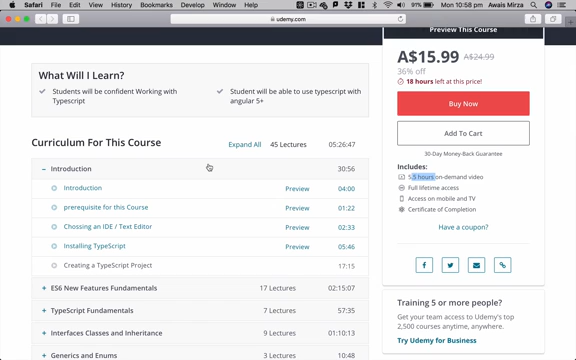 Safari File Edit View History Bookmarks Develop Window Help
91% Mon 10:58 pm Awais Mirza
udemy.com
Preview This Course
A$15.99 A$24.99
36% off
18 hours left at this price!
Buy Now
Add To Cart
30-Day Money-Back Guarantee
Includes:
5.5 hours on-demand video
Full lifetime access
Access on mobile and TV
Certificate of Completion
Have a coupon?
Training 5 or more people?
Get your team access to Udemy's top
2,500 courses anytime, anywhere.
Try Udemy for Business
What Will I Learn?
Students will be confident Working with
Typescript
Student will be able to use typescript with
angular 5+
Curriculum For This Course
Expand All 45 Lectures 05:26:47
Introduction 30:56
Introduction Preview 04:00
prerequisite for this Course Preview 01:22
Chossing an IDE / Text Editor Preview 02:33
Installing TypeScript Preview 05:46
Creating a TypeScript Project 17:15
ES6 New Features Fundamentals 17 Lectures 02:15:07
TypeScript Fundamentals 7 Lectures 57:35
Interfaces Classes and Inheritance 9 Lectures 01:10:13
Generics and Enums 3 Lectures 10:48